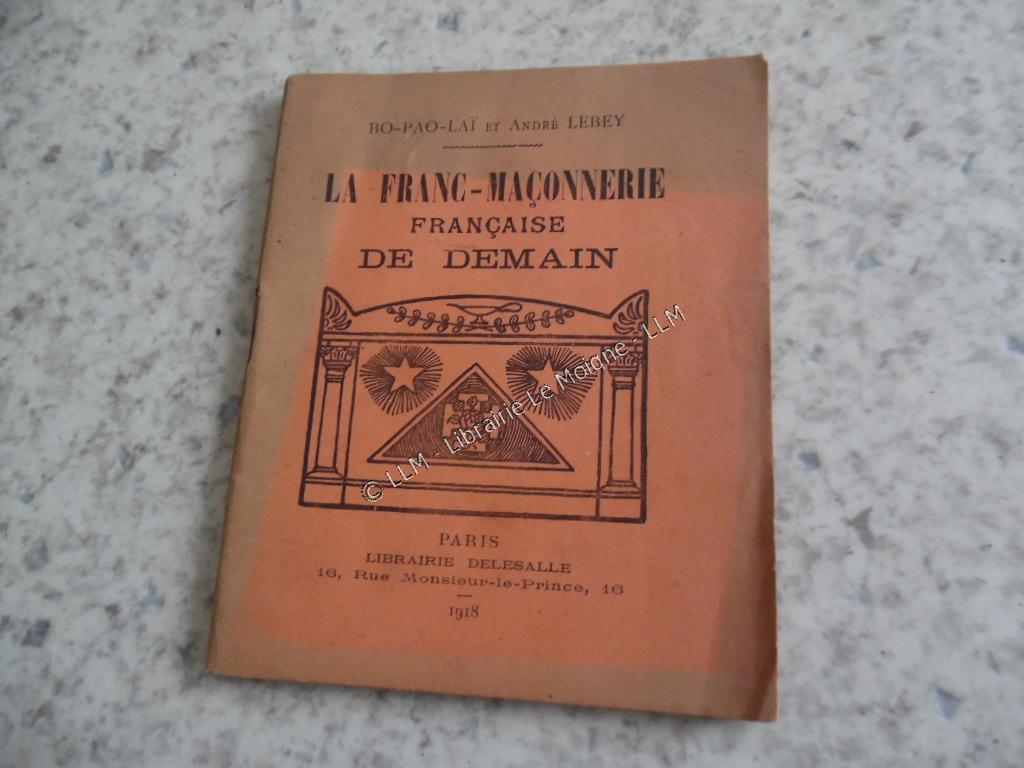 BO-PAO-LAÏ ET ANDRÉ LEBEY
LA FRANC-MAÇONNERIE
FRANÇAISE
DE DEMAIN
© LLM - Librairie Le Moigne - LLM
PARIS
LIBRAIRIE DELESALLE
16, Rue Monsieur-le-Prince, 16
1918